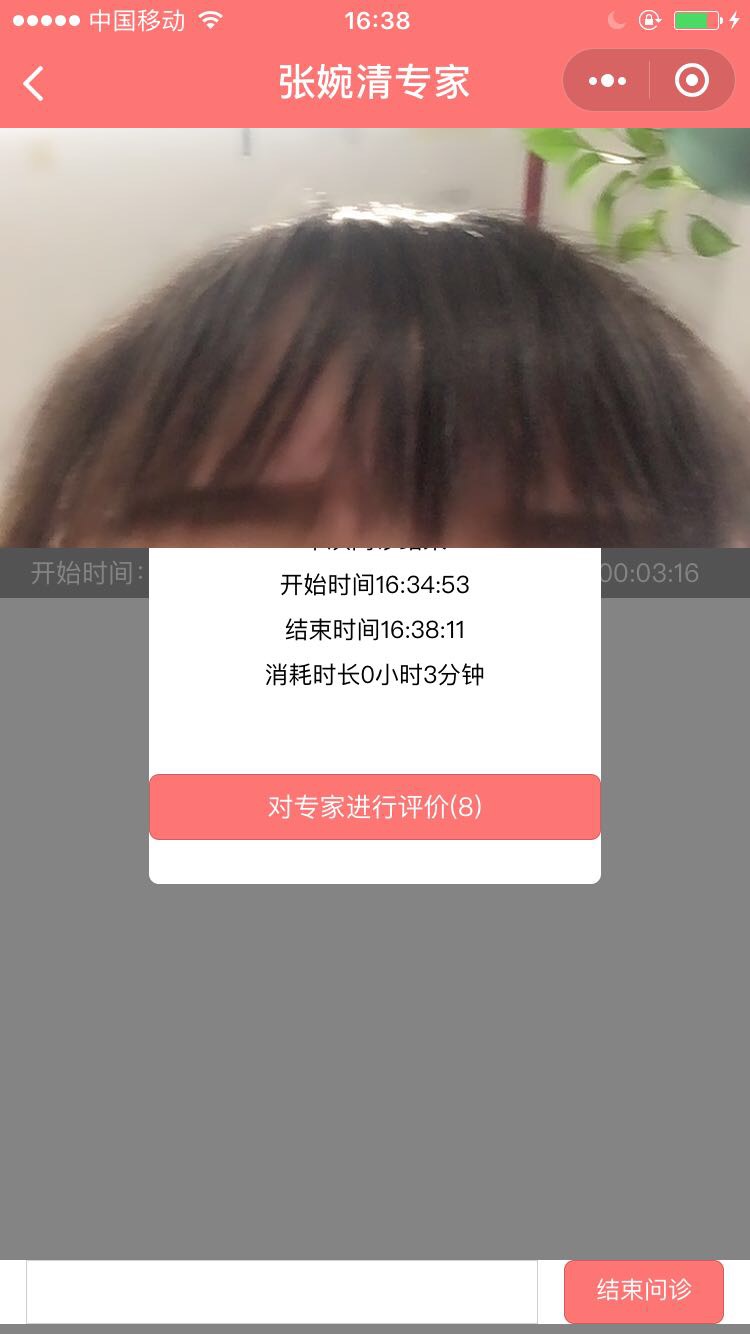 中国移动
16:38
张婉清专家
开始时间:
00:03:16
开始时间16:34:53
结束时间16:38:11
消耗时长0小时3分钟
对专家进行评价(8)
结束问诊